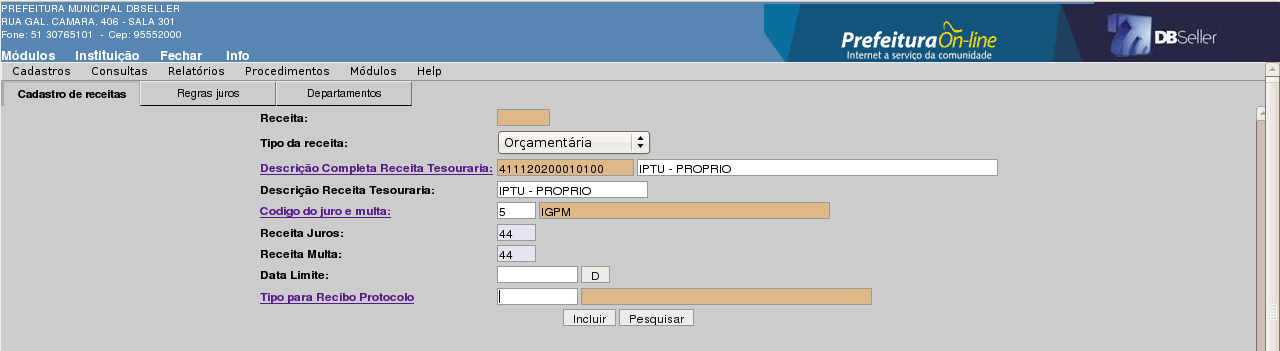 PREFEITURA MUNICIPAL DBSELLER
RUA GAL. CAMARA. 406 - SALA 301
Fone: 51 30765101 - Cep: 95552000
Módulos Instituição Fechar Info
PrefeituraOn-line
Internet a serviço da comunidade
DBSeller
Cadastros Consultas Relatórios Procedimentos Módulos Help
Cadastro de receitas Regras juros Departamentos
Receita:
Tipo da receita: Orçamentária
Descrição Completa Receita Tesouraria: 411120200010100 IPTU - PROPRIO
Descrição Receita Tesouraria: IPTU - PROPRIO
Codigo do juro e multa: 5 IGPM
Receita Juros: 44
Receita Multa: 44
Data Limite: D
Tipo para Recibo Protocolo
Incluir Pesquisar